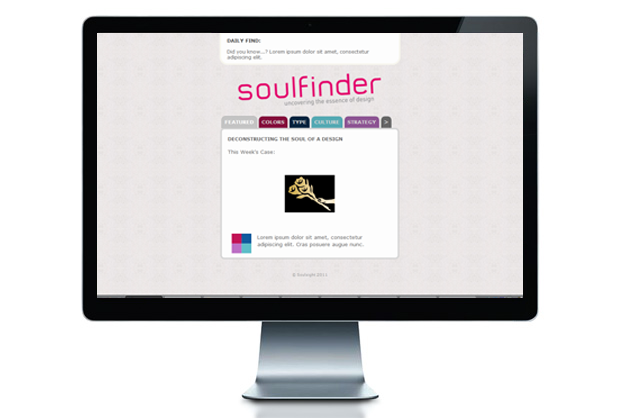 DAILY FIND:
Did you know...? Lorem ipsum dolor sit amet, consectetur
adipiscing elit.
soulfinder
uncovering the essence of design
FEATURED COLORS TYPE CULTURE STRATEGY >
DECONSTRUCTING THE SOUL OF A DESIGN
This Week's Case:
Lorem ipsum dolor sit amet, consectetur
adipiscing elit. Cras posuere augue nunc.